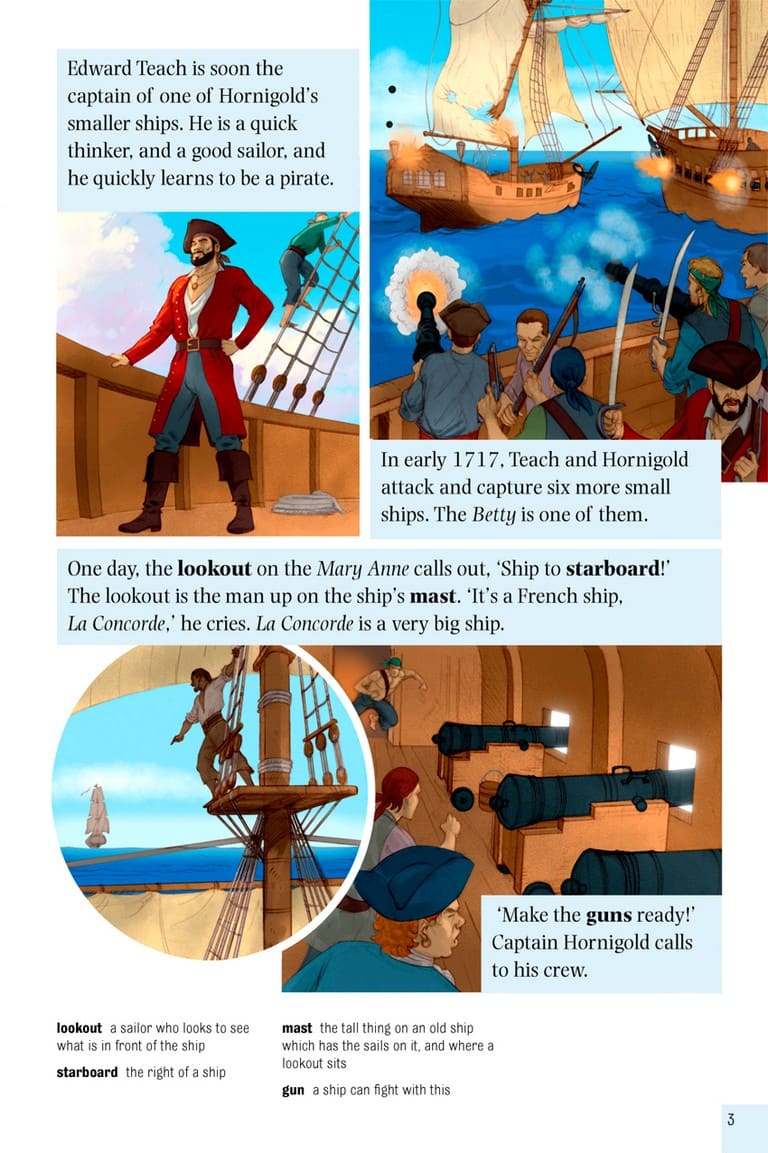 Edward Teach is soon the
captain of one of Hornigold’s
smaller ships. He is a quick
thinker, and a good sailor, and
he quickly learns to be a pirate.
In early 1717, Teach and Hornigold
attack and capture six more small
ships. The Betty is one of them.
One day, the lookout on the Mary Anne calls out, ‘Ship to starboard!’
The lookout is the man up on the ship’s mast. ‘It’s a French ship,
La Concorde,’ he cries. La Concorde is a very big ship.
‘Make the guns ready!’
Captain Hornigold calls
to his crew.
lookout a sailor who looks to see
what is in front of the ship
starboard the right of a ship
mast the tall thing on an old ship
which has the sails on it, and where a
lookout sits
gun a ship can fight with this
3